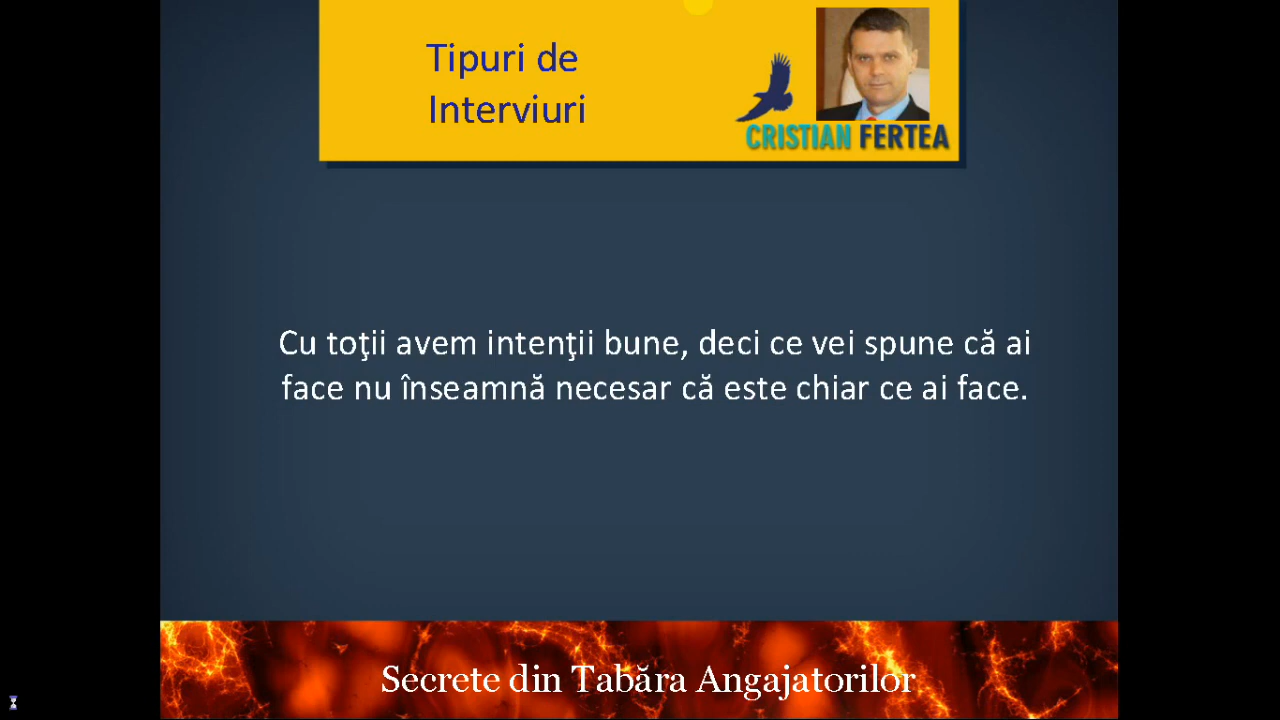 Tipuri de
Interviuri
CRISTIAN FERTEA
Cu toţii avem intenţii bune, deci ce vei spune că ai
face nu înseamnă necesar că este chiar ce ai face.
Secrete din Tabăra Angajatorilor